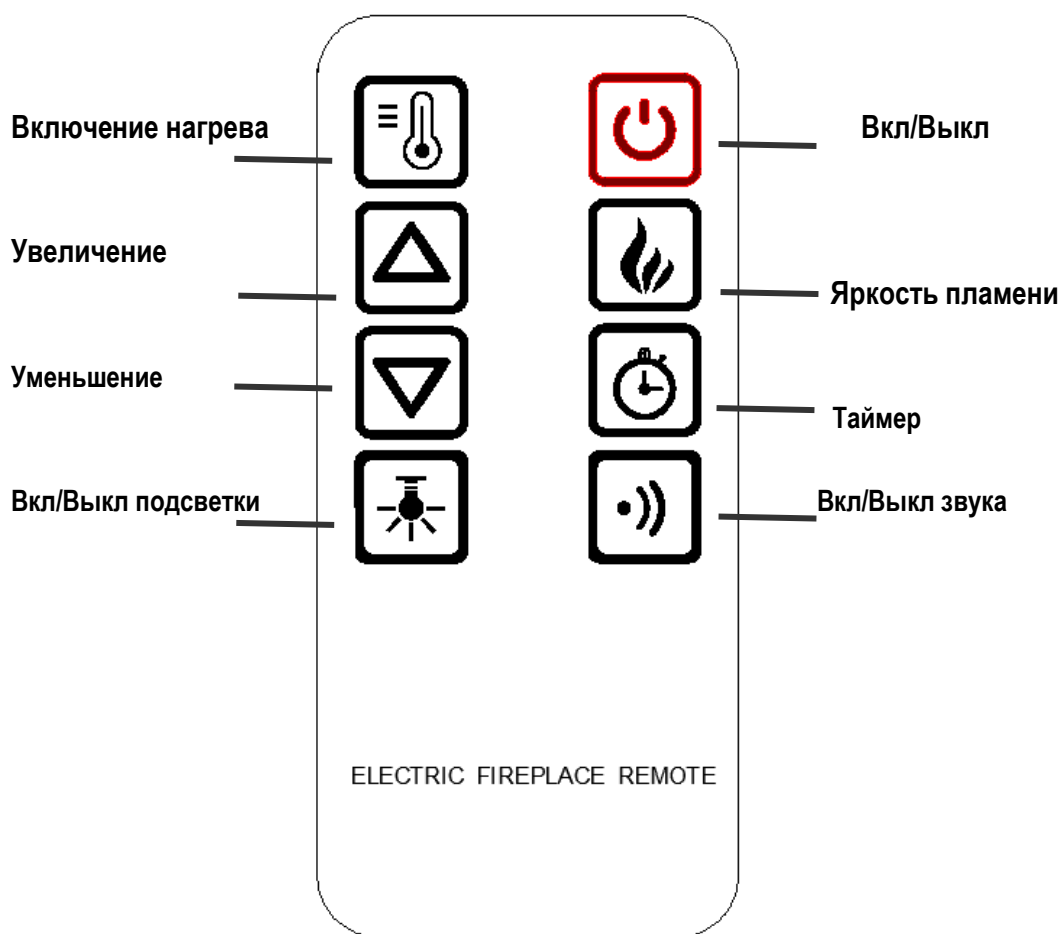 Включение нагрева
Вкл/Выкл
Увеличение
Яркость пламени
Уменьшение
Таймер
Вкл/Выкл подсветки
Вкл/Выкл звука
ELECTRIC FIREPLACE REMOTE